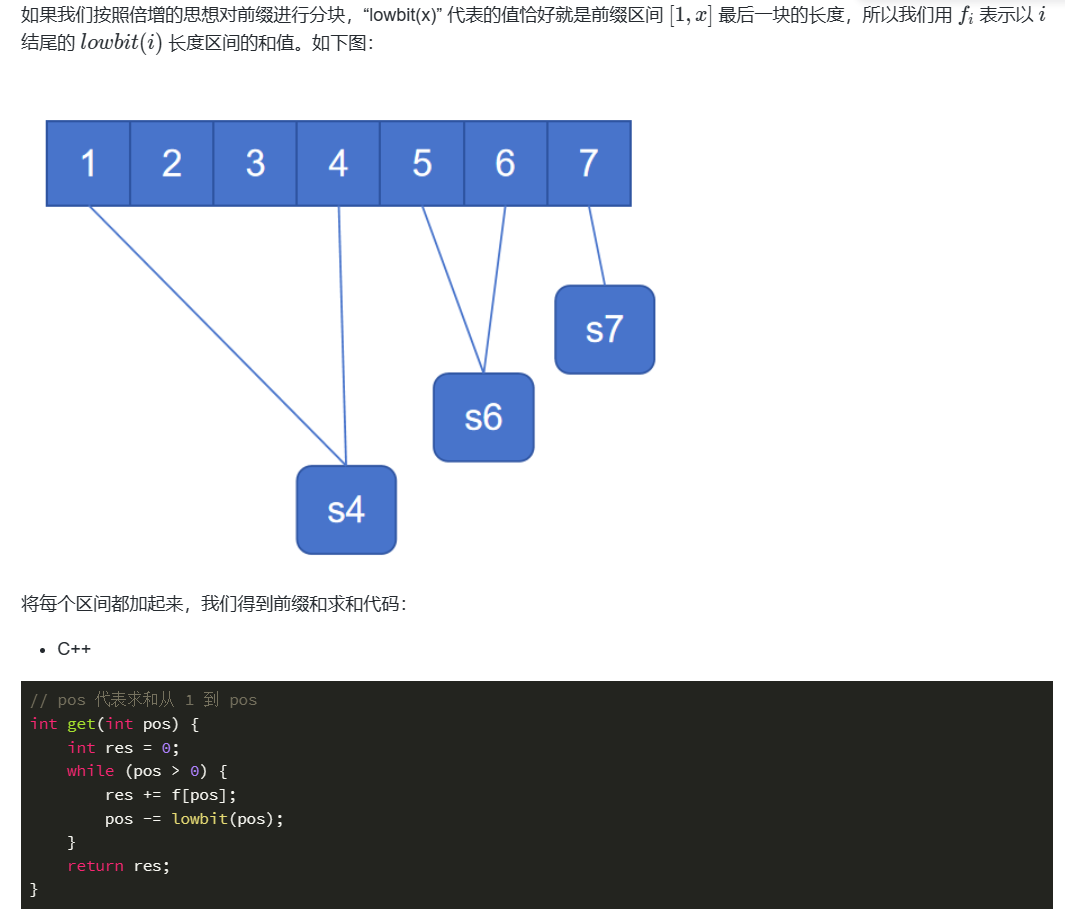 如果我们按照倍增的思想对前缀进行分块，“lowbit(x)” 代表的值恰好就是前缀区间 [1, x] 最后一块的长度，所以我们用 fᵢ 表示以 i
结尾的 lowbit(i) 长度区间的和值。如下图：
1 2 3 4 5 6 7
s7
s6
s4
将每个区间都加起来，我们得到前缀和求和代码：
• C++
// pos 代表求和从 1 到 pos
int get(int pos) {
    int res = 0;
    while (pos > 0) {
        res += f[pos];
        pos -= lowbit(pos);
    }
    return res;
}